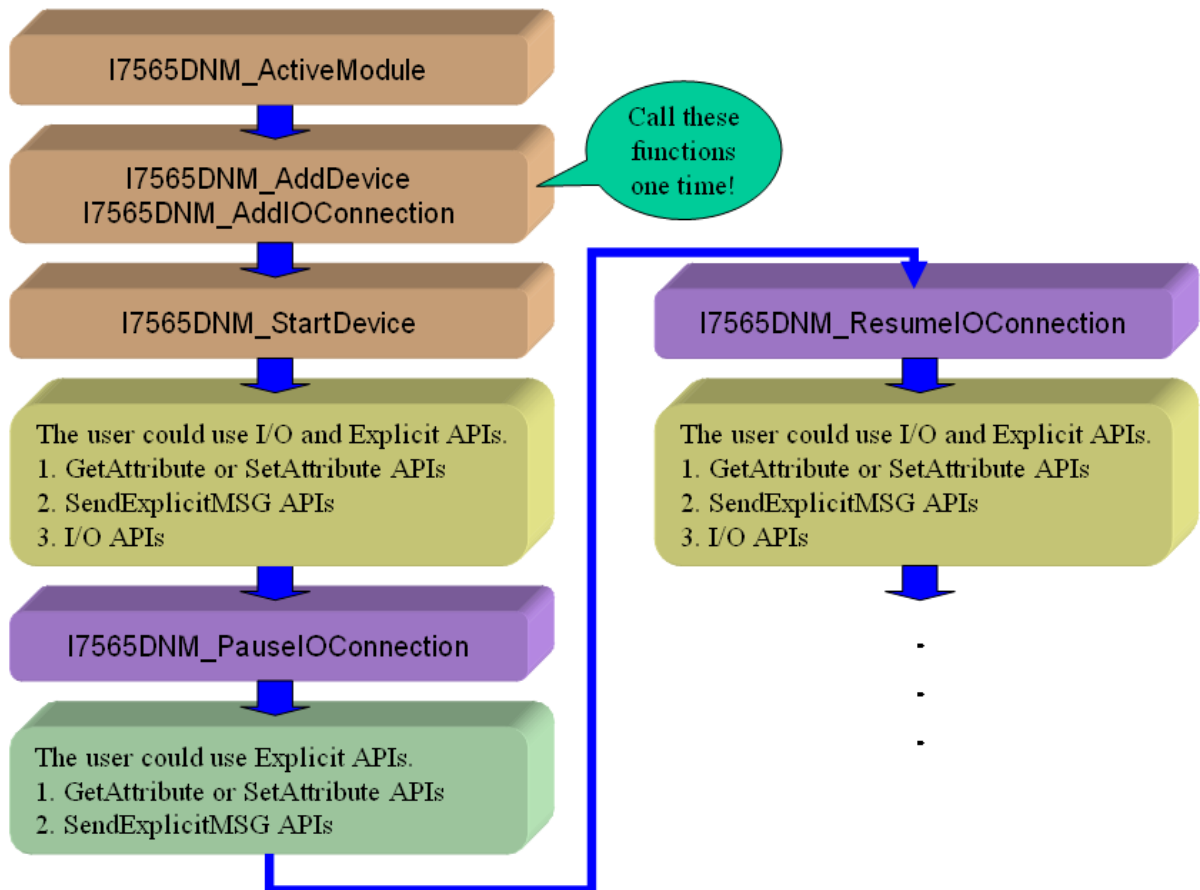 I7565DNM_ActiveModule
I7565DNM_AddDevice
I7565DNM_AddIOConnection
Call these
functions
one time!
I7565DNM_StartDevice
The user could use I/O and Explicit APIs.
1. GetAttribute or SetAttribute APIs
2. SendExplicitMSG APIs
3. I/O APIs
I7565DNM_PauseIOConnection
The user could use Explicit APIs.
1. GetAttribute or SetAttribute APIs
2. SendExplicitMSG APIs
I7565DNM_ResumeIOConnection
The user could use I/O and Explicit APIs.
1. GetAttribute or SetAttribute APIs
2. SendExplicitMSG APIs
3. I/O APIs
.
.
.